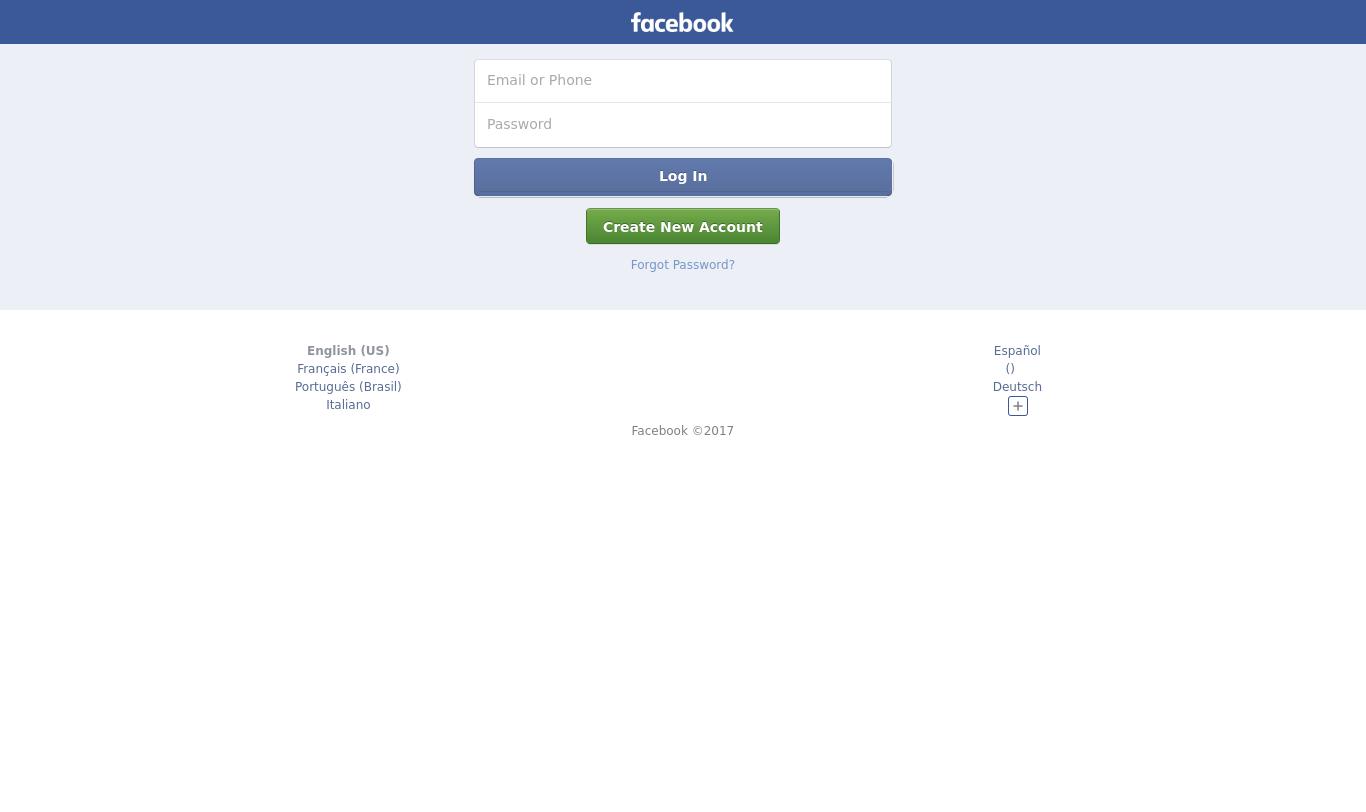 facebook
Email or Phone
Password
Log In
Create New Account
Forgot Password?
English (US)
Français (France)
Português (Brasil)
Italiano
Español
()
Deutsch
+
Facebook ©2017